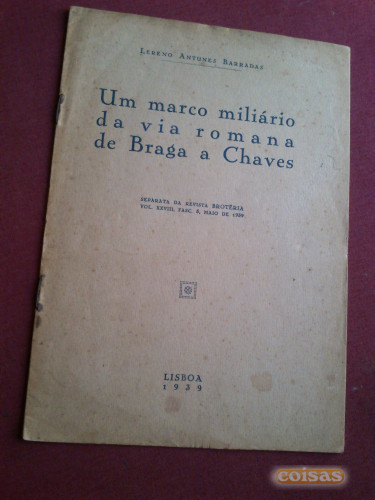 Lereno Antunes Barradas
Um marco miliário
da via romana
de Braga a Chaves
SEPARATA DA REVISTA BROTÉRIA
VOL. XXVIII, FASC. 5, MAIO DE 1939
LISBOA
1939
coisas